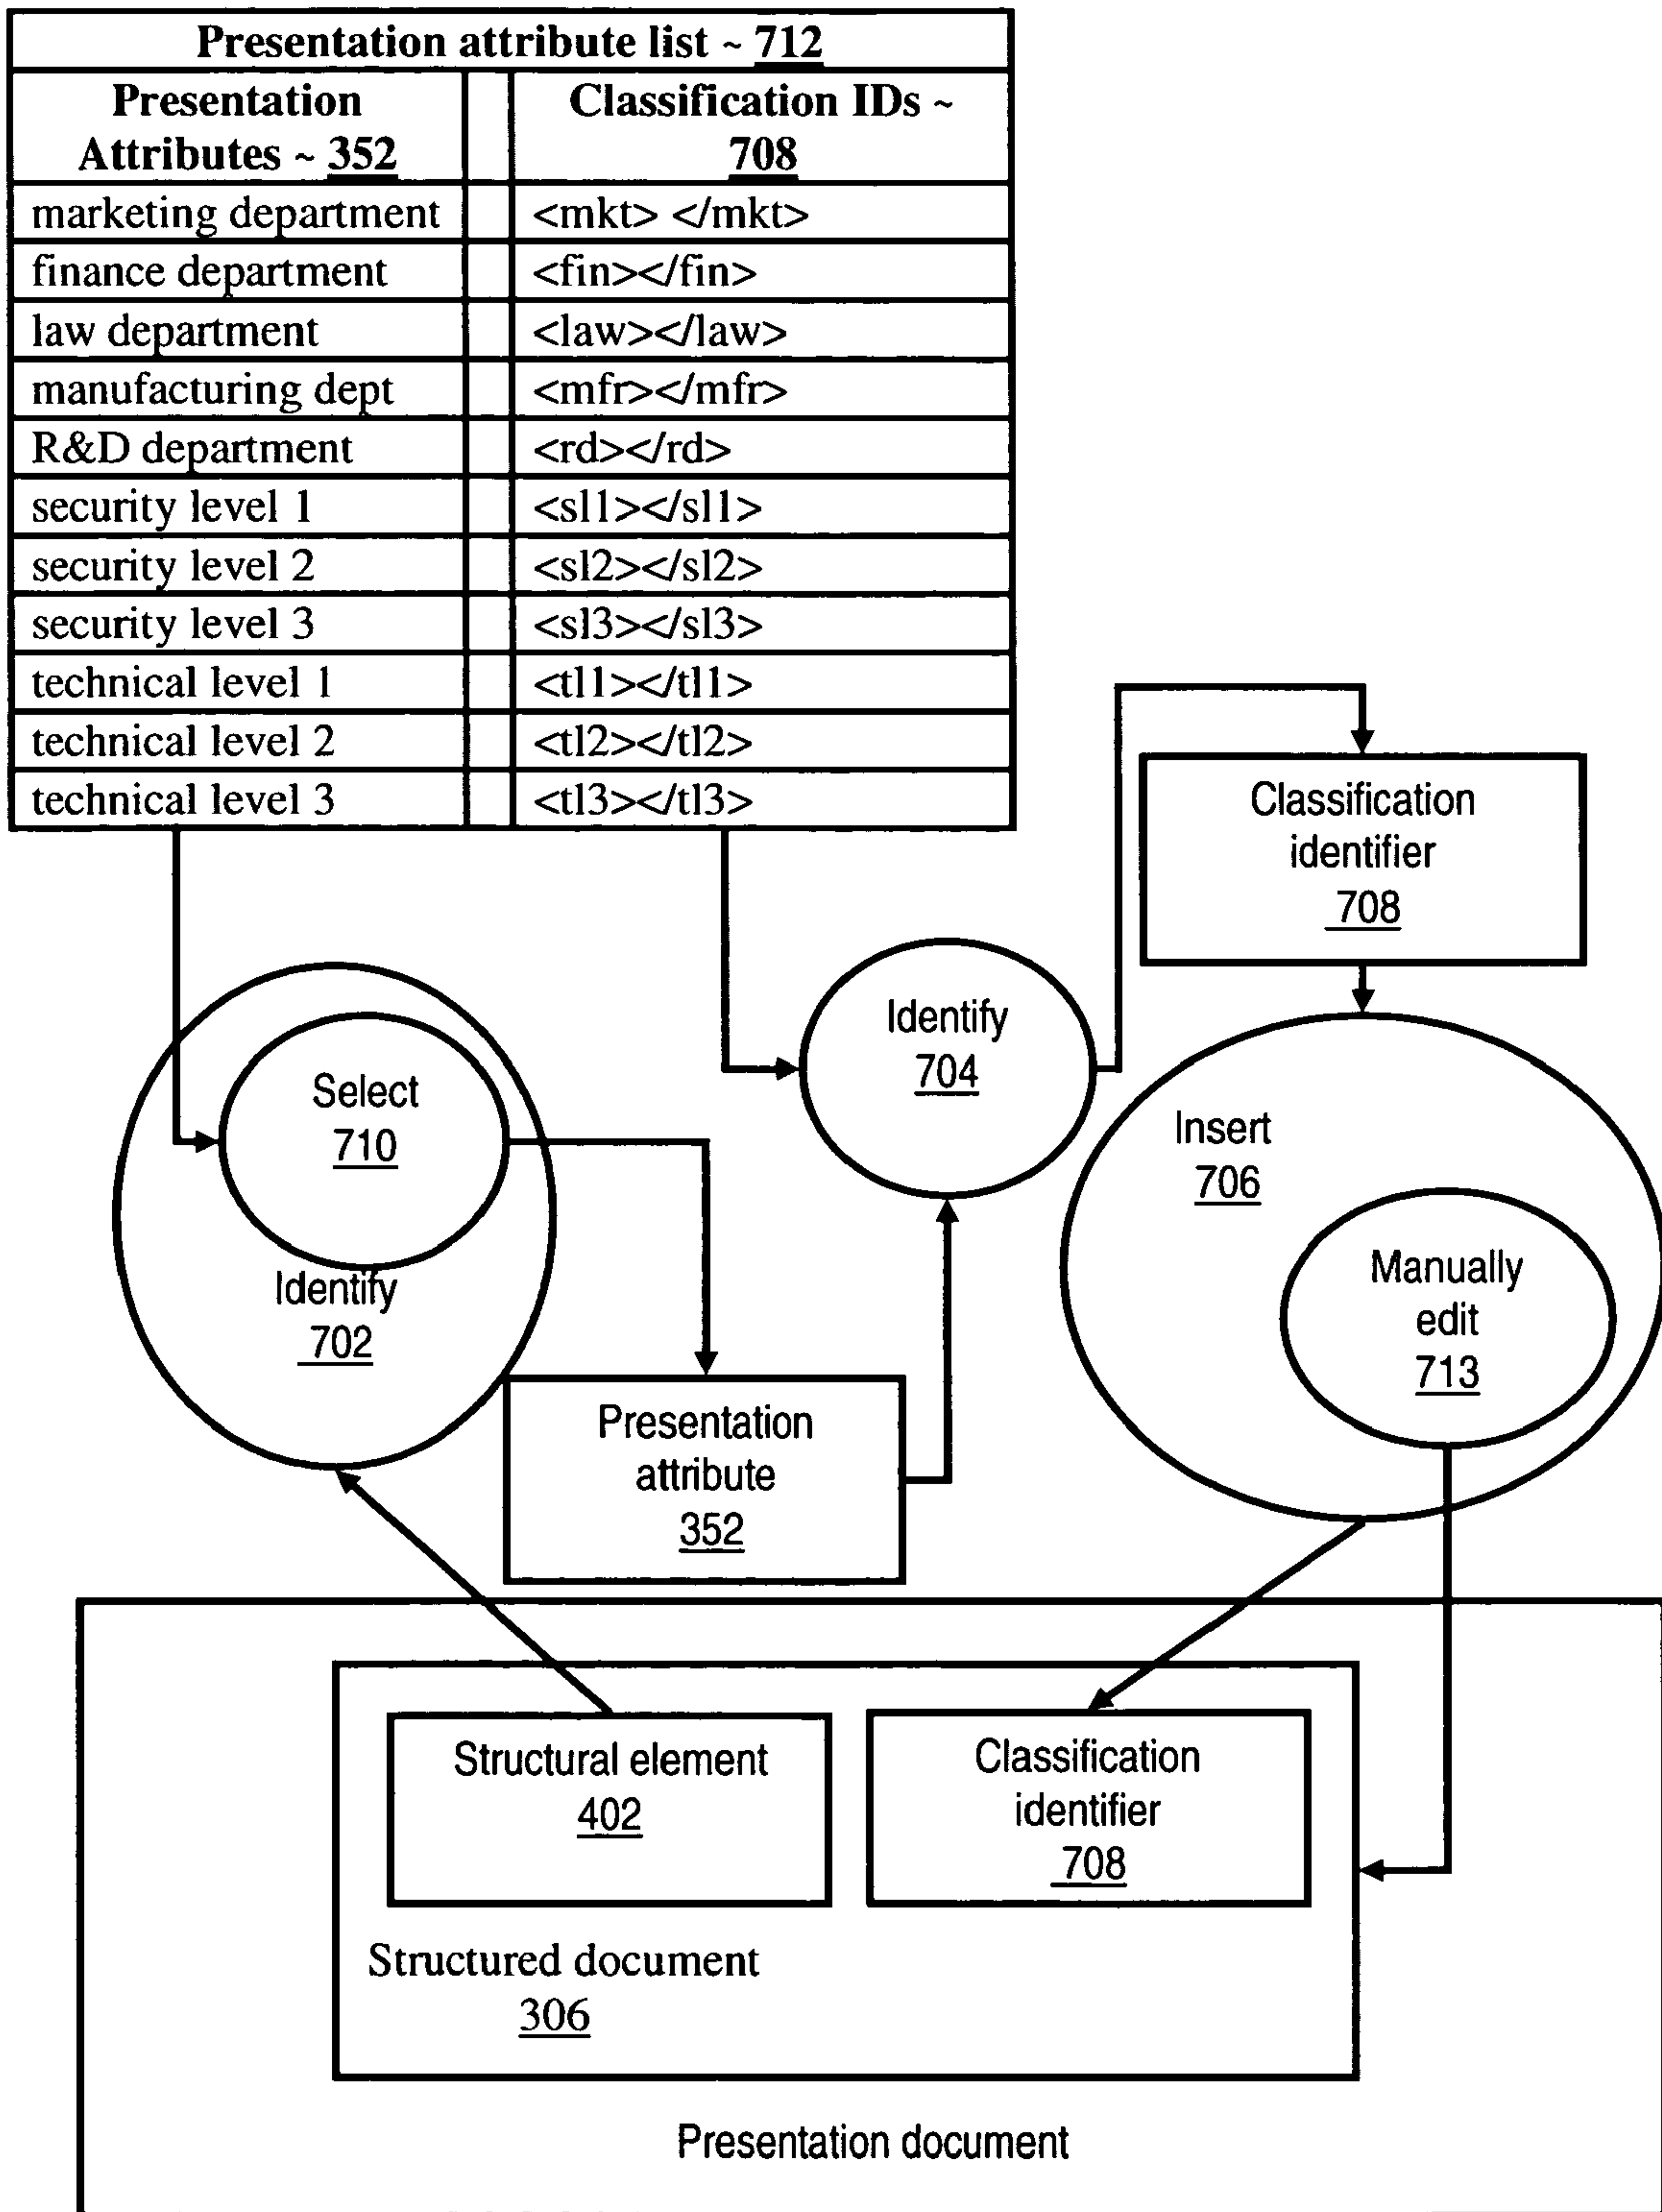 Presentation attribute list ~ 712
Presentation
Attributes ~ 352
Classification IDs ~
708
marketing department <mkt> </mkt>
finance department <fin></fin>
law department <law></law>
manufacturing dept <mfr></mfr>
R&D department <rd></rd>
security level 1 <sl1></sl1>
security level 2 <sl2></sl2>
security level 3 <sl3></sl3>
technical level 1 <tl1></tl1>
technical level 2 <tl2></tl2>
technical level 3 <tl3></tl3>
Classification
identifier
708
Identify
704
Select
710
Identify
702
Insert
706
Manually
edit
713
Presentation
attribute
352
Structural element
402
Classification
identifier
708
Structured document
306
Presentation document